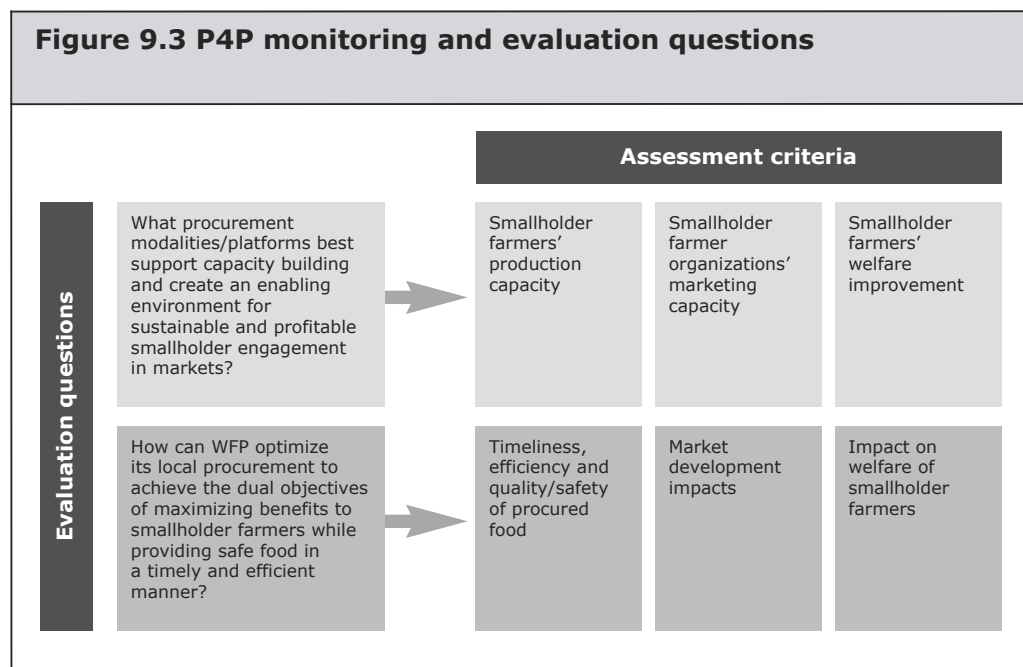 Figure 9.3 P4P monitoring and evaluation questions
Assessment criteria
Evaluation questions
What procurement
modalities/platforms best
support capacity building
and create an enabling
environment for
sustainable and profitable
smallholder engagement
in markets?
Smallholder
farmers’
production
capacity
Smallholder
farmer
organizations’
marketing
capacity
Smallholder
farmers’
welfare
improvement
How can WFP optimize
its local procurement to
achieve the dual objectives
of maximizing benefits to
smallholder farmers while
providing safe food in
a timely and efficient
manner?
Timeliness,
efficiency and
quality/safety
of procured
food
Market
development
impacts
Impact on
welfare of
smallholder
farmers